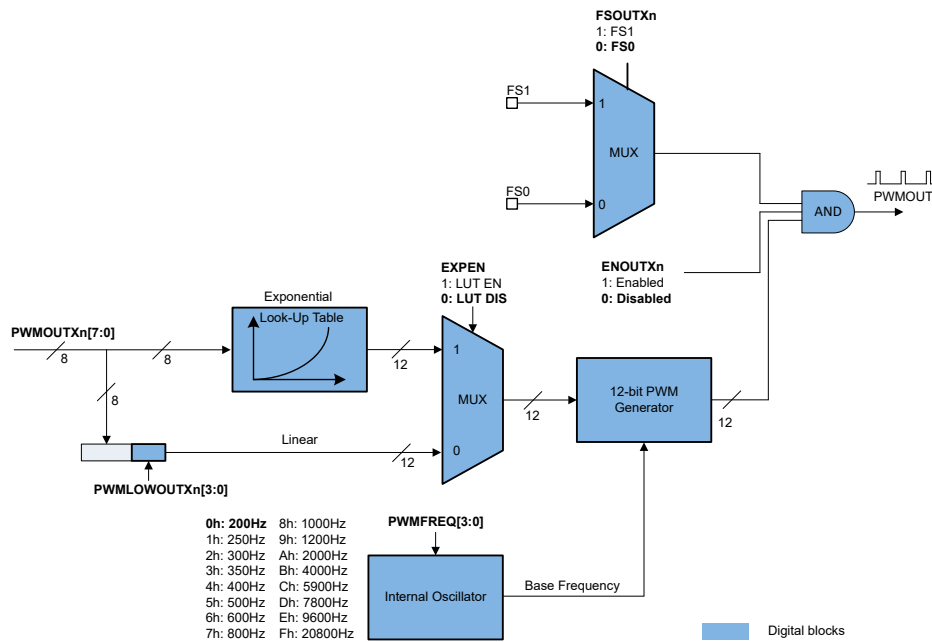 FSOUTXn
1: FS1
0: FS0
FS1
1
MUX
FS0
0
PWMOUT
AND
ENOUTXn
1: Enabled
0: Disabled
EXPEN
1: LUT EN
0: LUT DIS
Exponential
Look-Up Table
PWMOUTXn[7:0]
8
8
12
1
8
MUX
12
12-bit PWM
Generator
12
Linear
12
0
PWMLOWOUTXn[3:0]
0h: 200Hz 8h: 1000Hz
1h: 250Hz 9h: 1200Hz
2h: 300Hz Ah: 2000Hz
3h: 350Hz Bh: 4000Hz
4h: 400Hz Ch: 5900Hz
5h: 500Hz Dh: 7800Hz
6h: 600Hz Eh: 9600Hz
7h: 800Hz Fh: 20800Hz
PWMFREQ[3:0]
Internal Oscillator
Base Frequency
Digital blocks